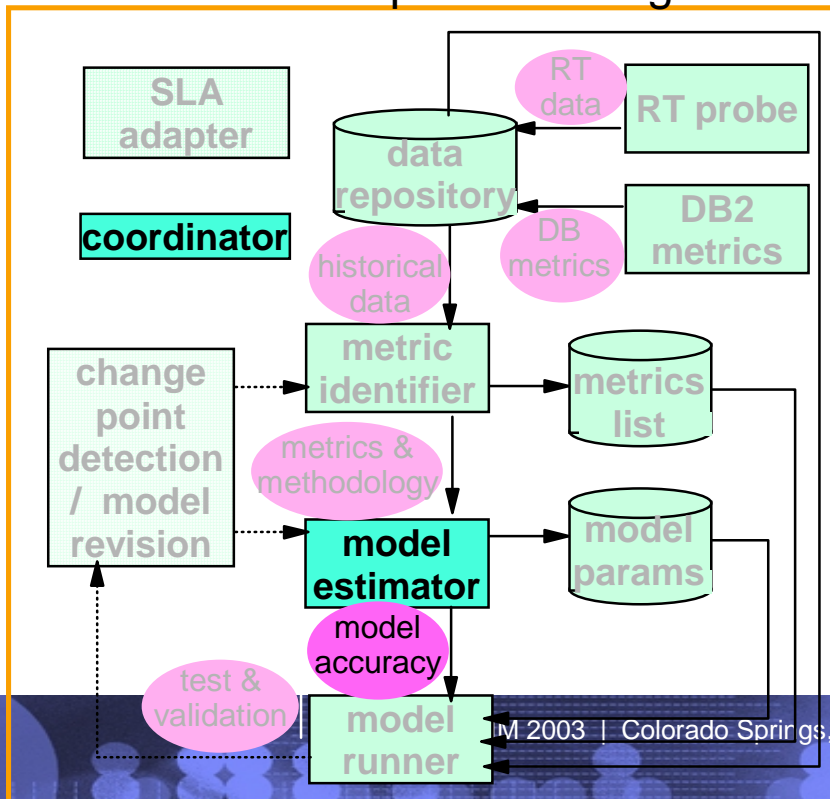 SLA
adapter
RT
data
RT probe
data
repository
DB2
metrics
DB
metrics
coordinator
historical
data
metric
identifier
metrics
list
change
point
detection
/ model
revision
metrics &
methodology
model
estimator
model
params
model
accuracy
test &
validation
model
runner
| M 2003 | Colorado Springs,